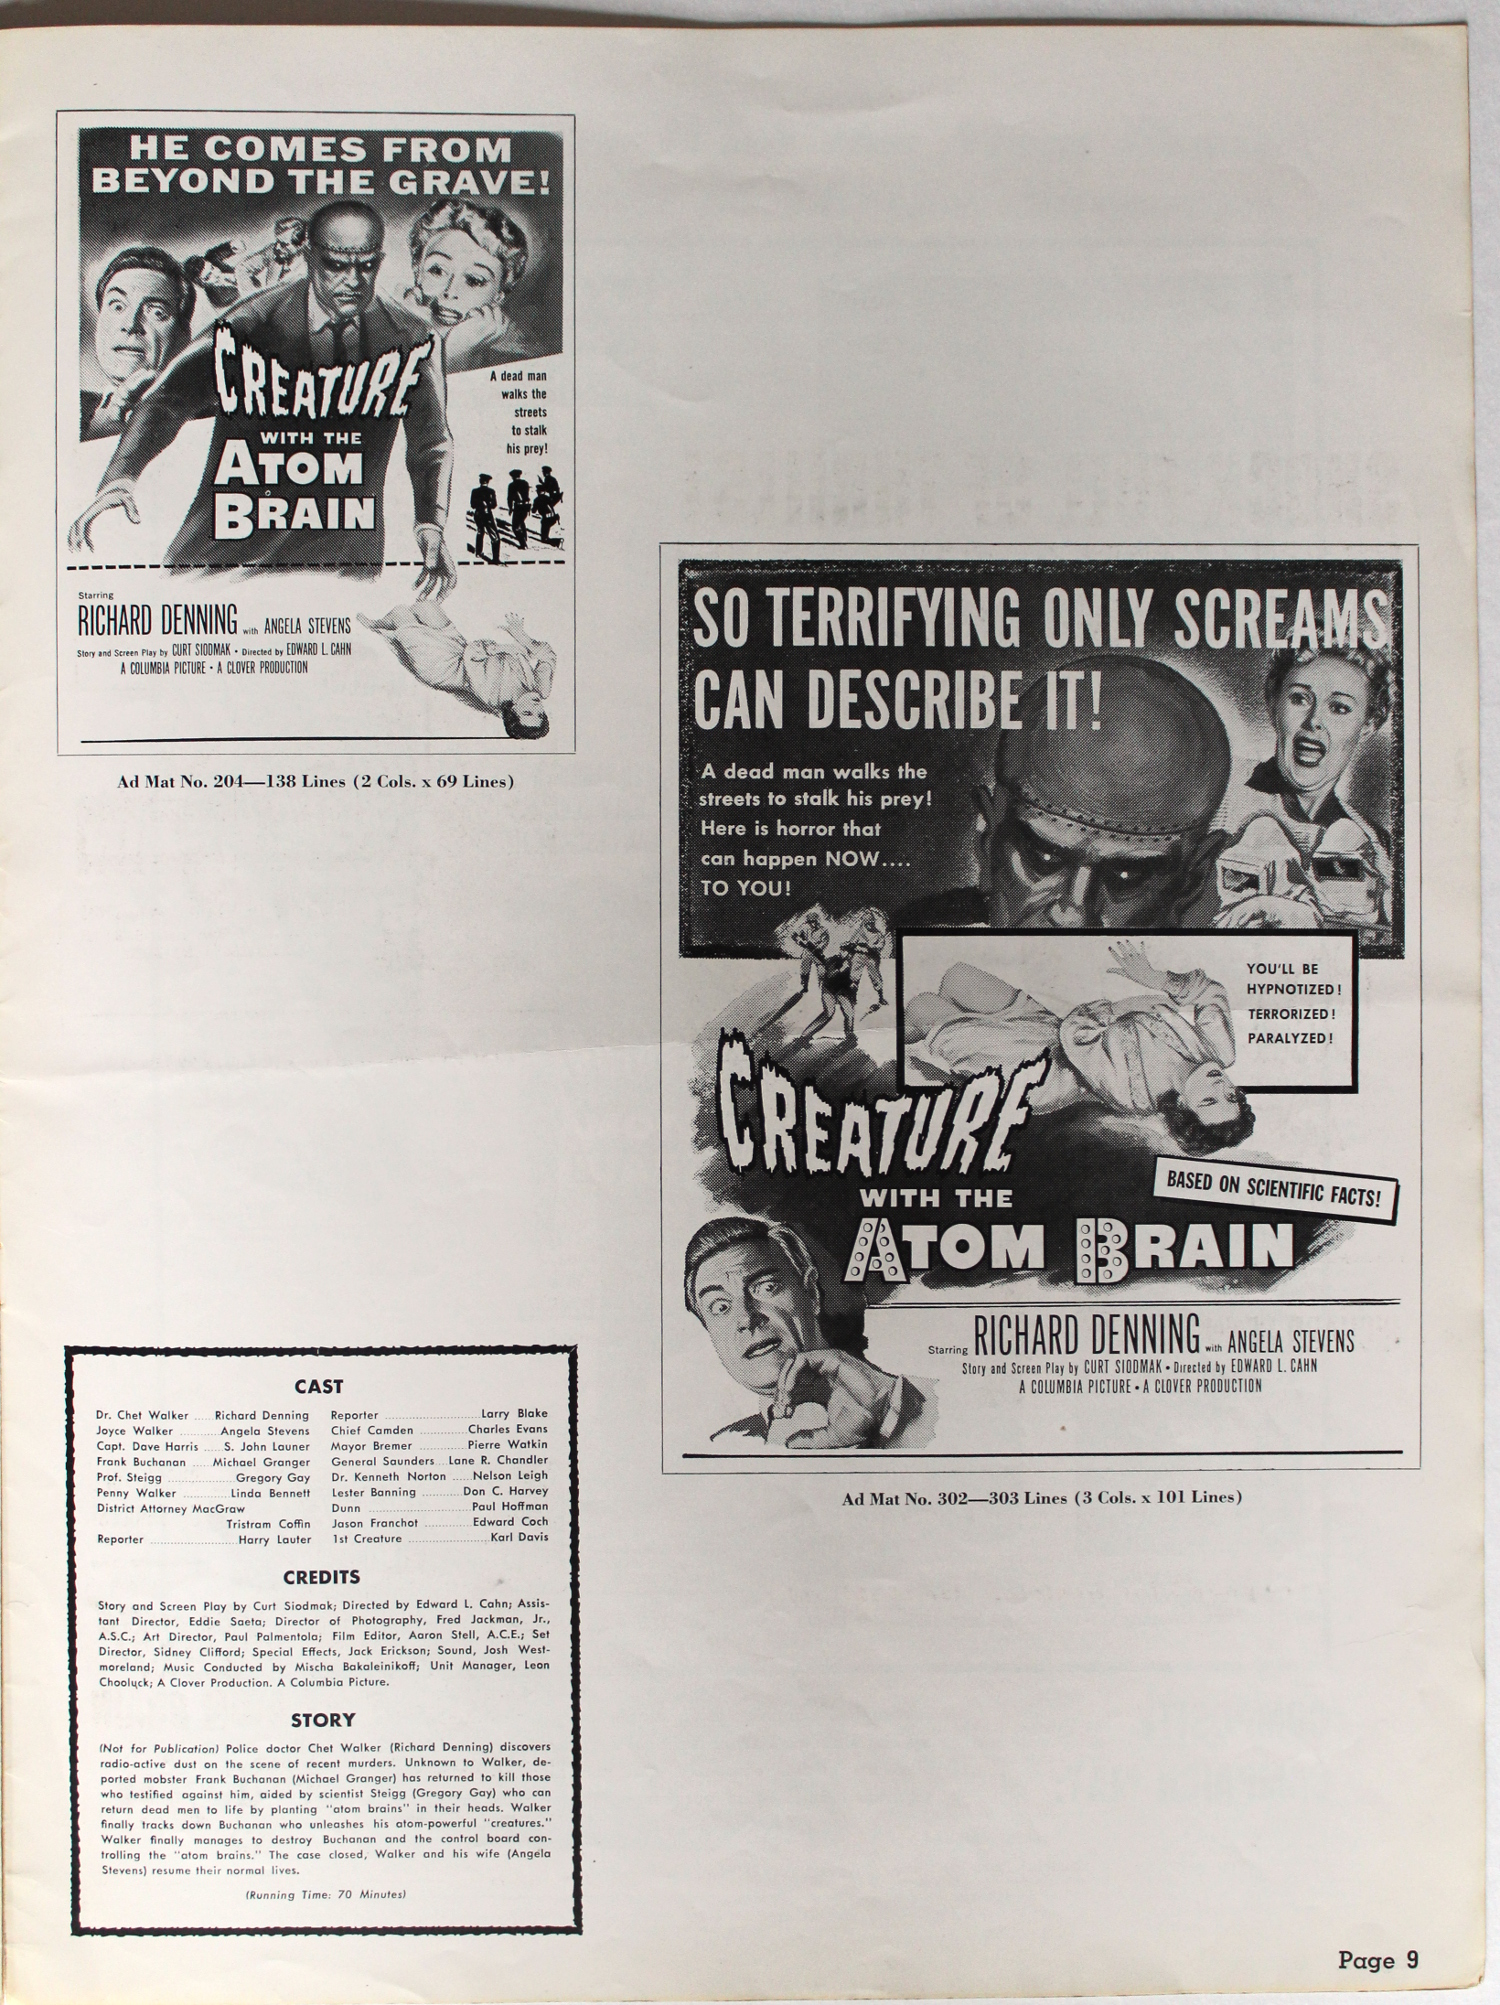 HE COMES FROM
BEYOND THE GRAVE!
CREATURE
WITH THE
ATOM
BRAIN
A dead man
walks the
streets
to stalk
his prey!
Starring
RICHARD DENNING with ANGELA STEVENS
Story and Screen Play by CURT SIODMAK • Directed by EDWARD L. CAHN
A COLUMBIA PICTURE • A CLOVER PRODUCTION
Ad Mat No. 204—138 Lines (2 Cols. x 69 Lines)
SO TERRIFYING ONLY SCREAMS
CAN DESCRIBE IT!
A dead man walks the
streets to stalk his prey!
Here is horror that
can happen NOW....
TO YOU!
YOU'LL BE
HYPNOTIZED!
TERRORIZED!
PARALYZED!
CREATURE
WITH THE
ATOM BRAIN
BASED ON SCIENTIFIC FACTS!
Starring RICHARD DENNING with ANGELA STEVENS
Story and Screen Play by CURT SIODMAK • Directed by EDWARD L. CAHN
A COLUMBIA PICTURE • A CLOVER PRODUCTION
Ad Mat No. 302—303 Lines (3 Cols. x 101 Lines)
CAST
Dr. Chet Walker ..... Richard Denning
Joyce Walker .......... Angela Stevens
Capt. Dave Harris ..... S. John Launer
Frank Buchanan ..... Michael Granger
Prof. Steigg .................. Gregory Gay
Penny Walker ............ Linda Bennett
District Attorney MacGraw
Tristram Coffin
Reporter ....................... Harry Lauter
Reporter ......................... Larry Blake
Chief Camden ............ Charles Evans
Mayor Bremer ............ Pierre Watkin
General Saunders .. Lane R. Chandler
Dr. Kenneth Norton ..... Nelson Leigh
Lester Banning .......... Don C. Harvey
Dunn ........................... Paul Hoffman
Jason Franchot ............ Edward Coch
1st Creature ..................... Karl Davis
CREDITS
Story and Screen Play by Curt Siodmak; Directed by Edward L. Cahn; Assis-
tant Director, Eddie Saeta; Director of Photography, Fred Jackman, Jr.,
A.S.C.; Art Director, Paul Palmentola; Film Editor, Aaron Stell, A.C.E.; Set
Director, Sidney Clifford; Special Effects, Jack Erickson; Sound, Josh West-
moreland; Music Conducted by Mischa Bakaleinikoff; Unit Manager, Leon
Chooluck; A Clover Production. A Columbia Picture.
STORY
(Not for Publication) Police doctor Chet Walker (Richard Denning) discovers
radio-active dust on the scene of recent murders. Unknown to Walker, de-
ported mobster Frank Buchanan (Michael Granger) has returned to kill those
who testified against him, aided by scientist Steigg (Gregory Gay) who can
return dead men to life by planting "atom brains" in their heads. Walker
finally tracks down Buchanan who unleashes his atom-powerful "creatures."
Walker finally manages to destroy Buchanan and the control board con-
trolling the "atom brains." The case closed, Walker and his wife (Angela
Stevens) resume their normal lives.
(Running Time: 70 Minutes)
Page 9